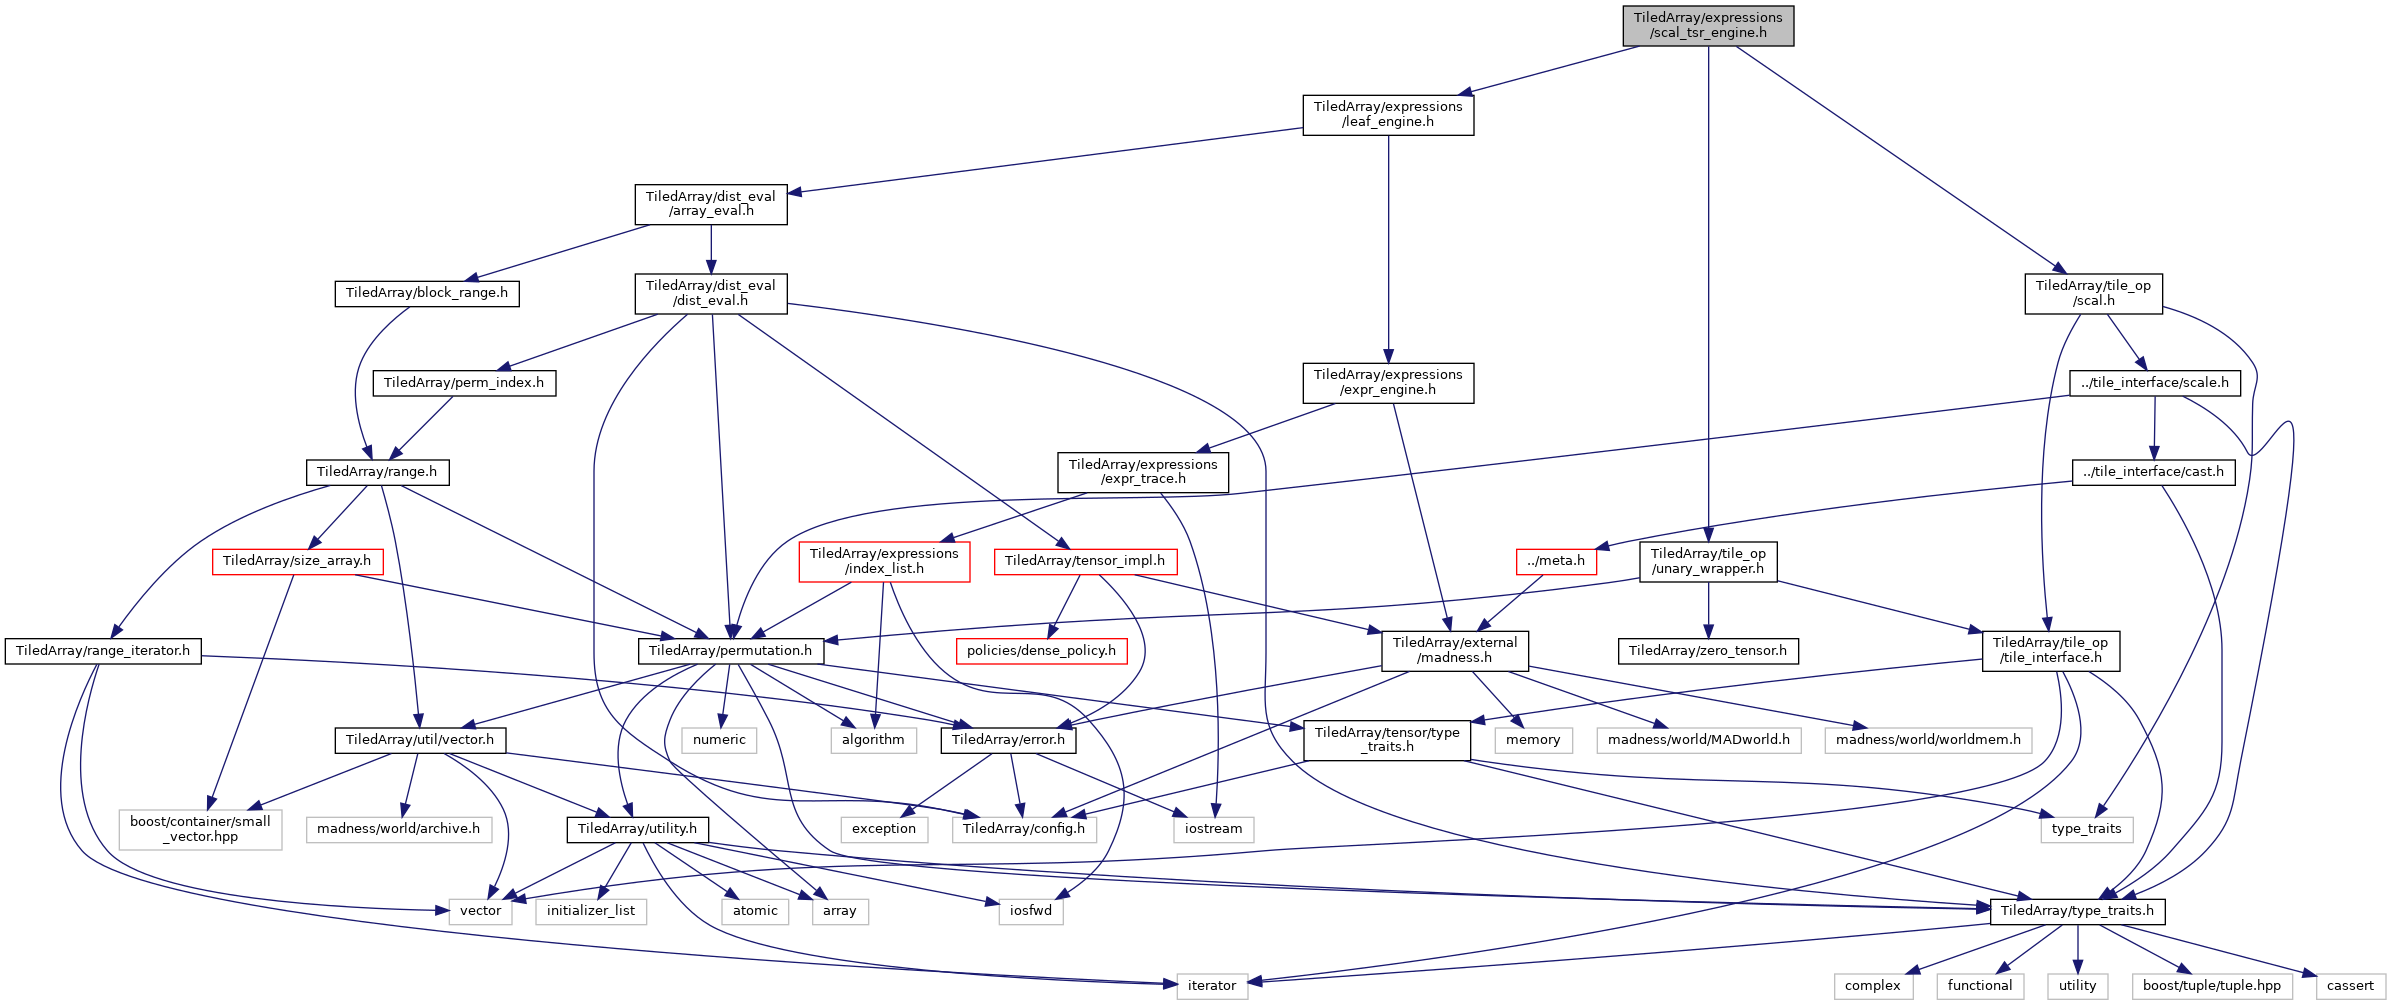 TiledArray/expressions
/scal_tsr_engine.h
TiledArray/expressions
/leaf_engine.h
TiledArray/dist_eval
/array_eval.h
TiledArray/block_range.h
TiledArray/dist_eval
/dist_eval.h
TiledArray/tile_op
/scal.h
TiledArray/perm_index.h
TiledArray/expressions
/expr_engine.h
../tile_interface/scale.h
TiledArray/range.h
TiledArray/expressions
/expr_trace.h
../tile_interface/cast.h
TiledArray/size_array.h
TiledArray/expressions
/index_list.h
TiledArray/tensor_impl.h
../meta.h
TiledArray/tile_op
/unary_wrapper.h
TiledArray/range_iterator.h
TiledArray/permutation.h
policies/dense_policy.h
TiledArray/external
/madness.h
TiledArray/zero_tensor.h
TiledArray/tile_op
/tile_interface.h
TiledArray/util/vector.h
numeric
algorithm
TiledArray/error.h
TiledArray/tensor/type
_traits.h
memory
madness/world/MADworld.h
madness/world/worldmem.h
boost/container/small
_vector.hpp
madness/world/archive.h
TiledArray/utility.h
exception
TiledArray/config.h
iostream
type_traits
vector
initializer_list
atomic
array
iosfwd
TiledArray/type_traits.h
iterator
complex
functional
utility
boost/tuple/tuple.hpp
cassert